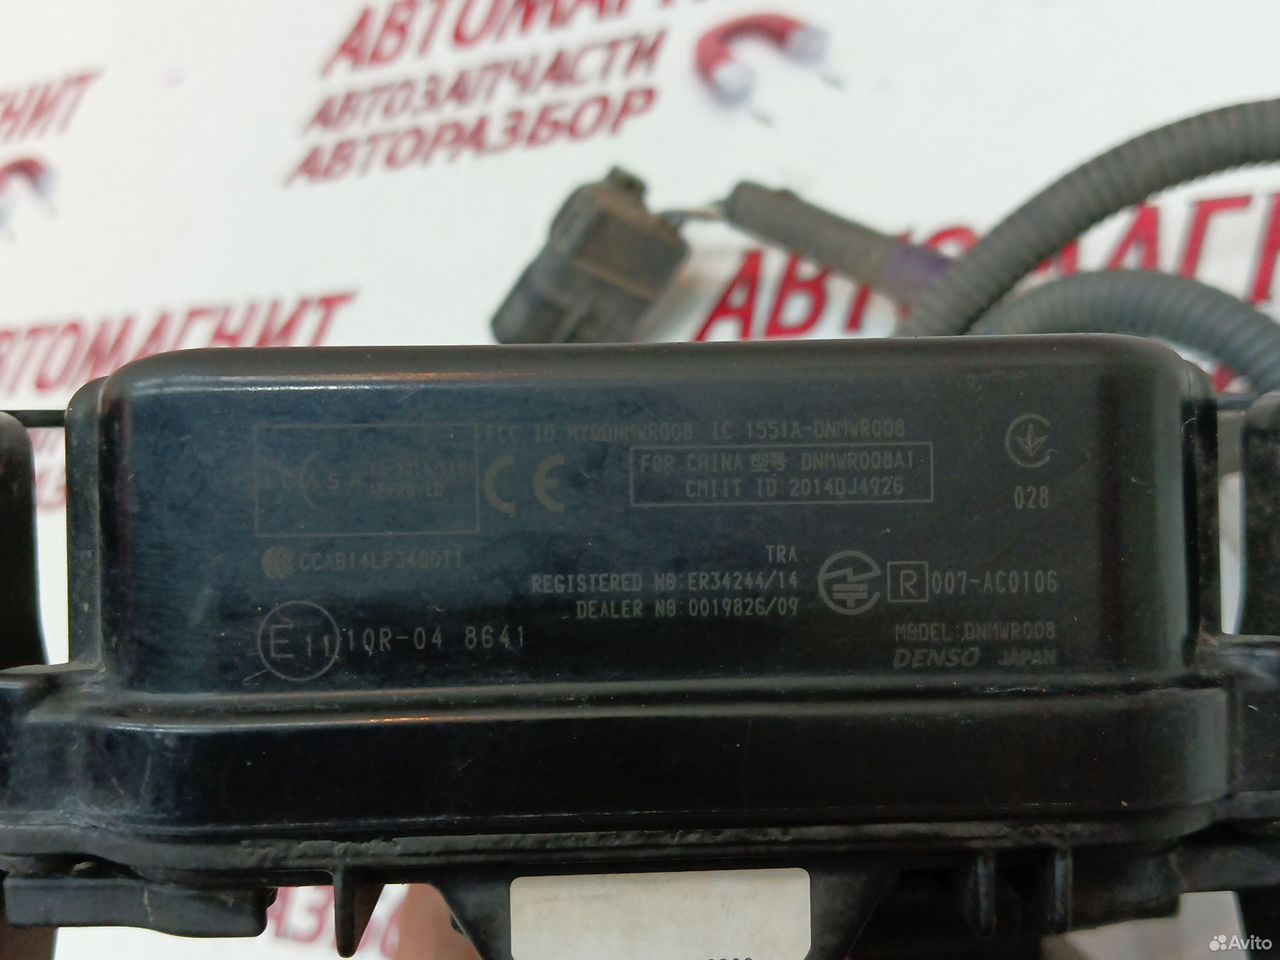 АВТОМАГНИТ
АВТОЗАПЧАСТИ
АВТОРАЗБОР
АВТОМАГНИТ
FCC ID HYQDNMWR008 IC 1551A-DNMWR008
APPROVED
CE
FOR CHINA 型号 DNMWR008A1
CMIIT ID 2014DJ4926
028
CCAB14LP3400T1
TRA
REGISTERED №:ER34244/14
DEALER №:0019826/09
R 007-AC0106
E11 10R-04 8641
MODEL:DNMWR008
DENSO JAPAN
Avito